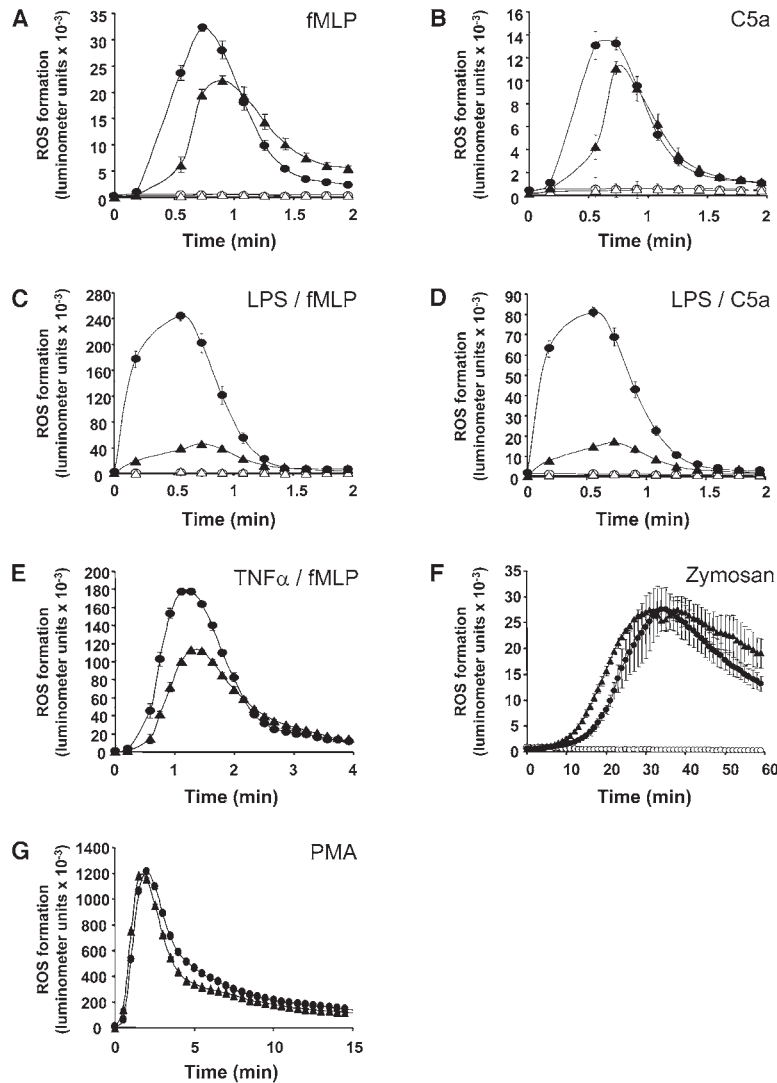 A
fMLP
ROS formation
(luminometer units x 10⁻³)
35
30
25
20
15
10
5
0
0 0.5 1 1.5 2
Time (min)
B
C5a
ROS formation
(luminometer units x 10⁻³)
16
14
12
10
8
6
4
2
0
0 0.5 1 1.5 2
Time (min)
C
LPS / fMLP
ROS formation
(luminometer units x 10⁻³)
280
240
200
160
120
80
40
0
0 0.5 1 1.5 2
Time (min)
D
LPS / C5a
ROS formation
(luminometer units x 10⁻³)
90
80
70
60
50
40
30
20
10
0
0 0.5 1 1.5 2
Time (min)
E
TNFα / fMLP
ROS formation
(luminometer units x 10⁻³)
200
180
160
140
120
100
80
60
40
20
0
0 1 2 3 4
Time (min)
F
Zymosan
ROS formation
(luminometer units x 10⁻³)
35
30
25
20
15
10
5
0
0 10 20 30 40 50 60
Time (min)
G
PMA
ROS formation
(luminometer units x 10⁻³)
1400
1200
1000
800
600
400
200
0
0 5 10 15
Time (min)